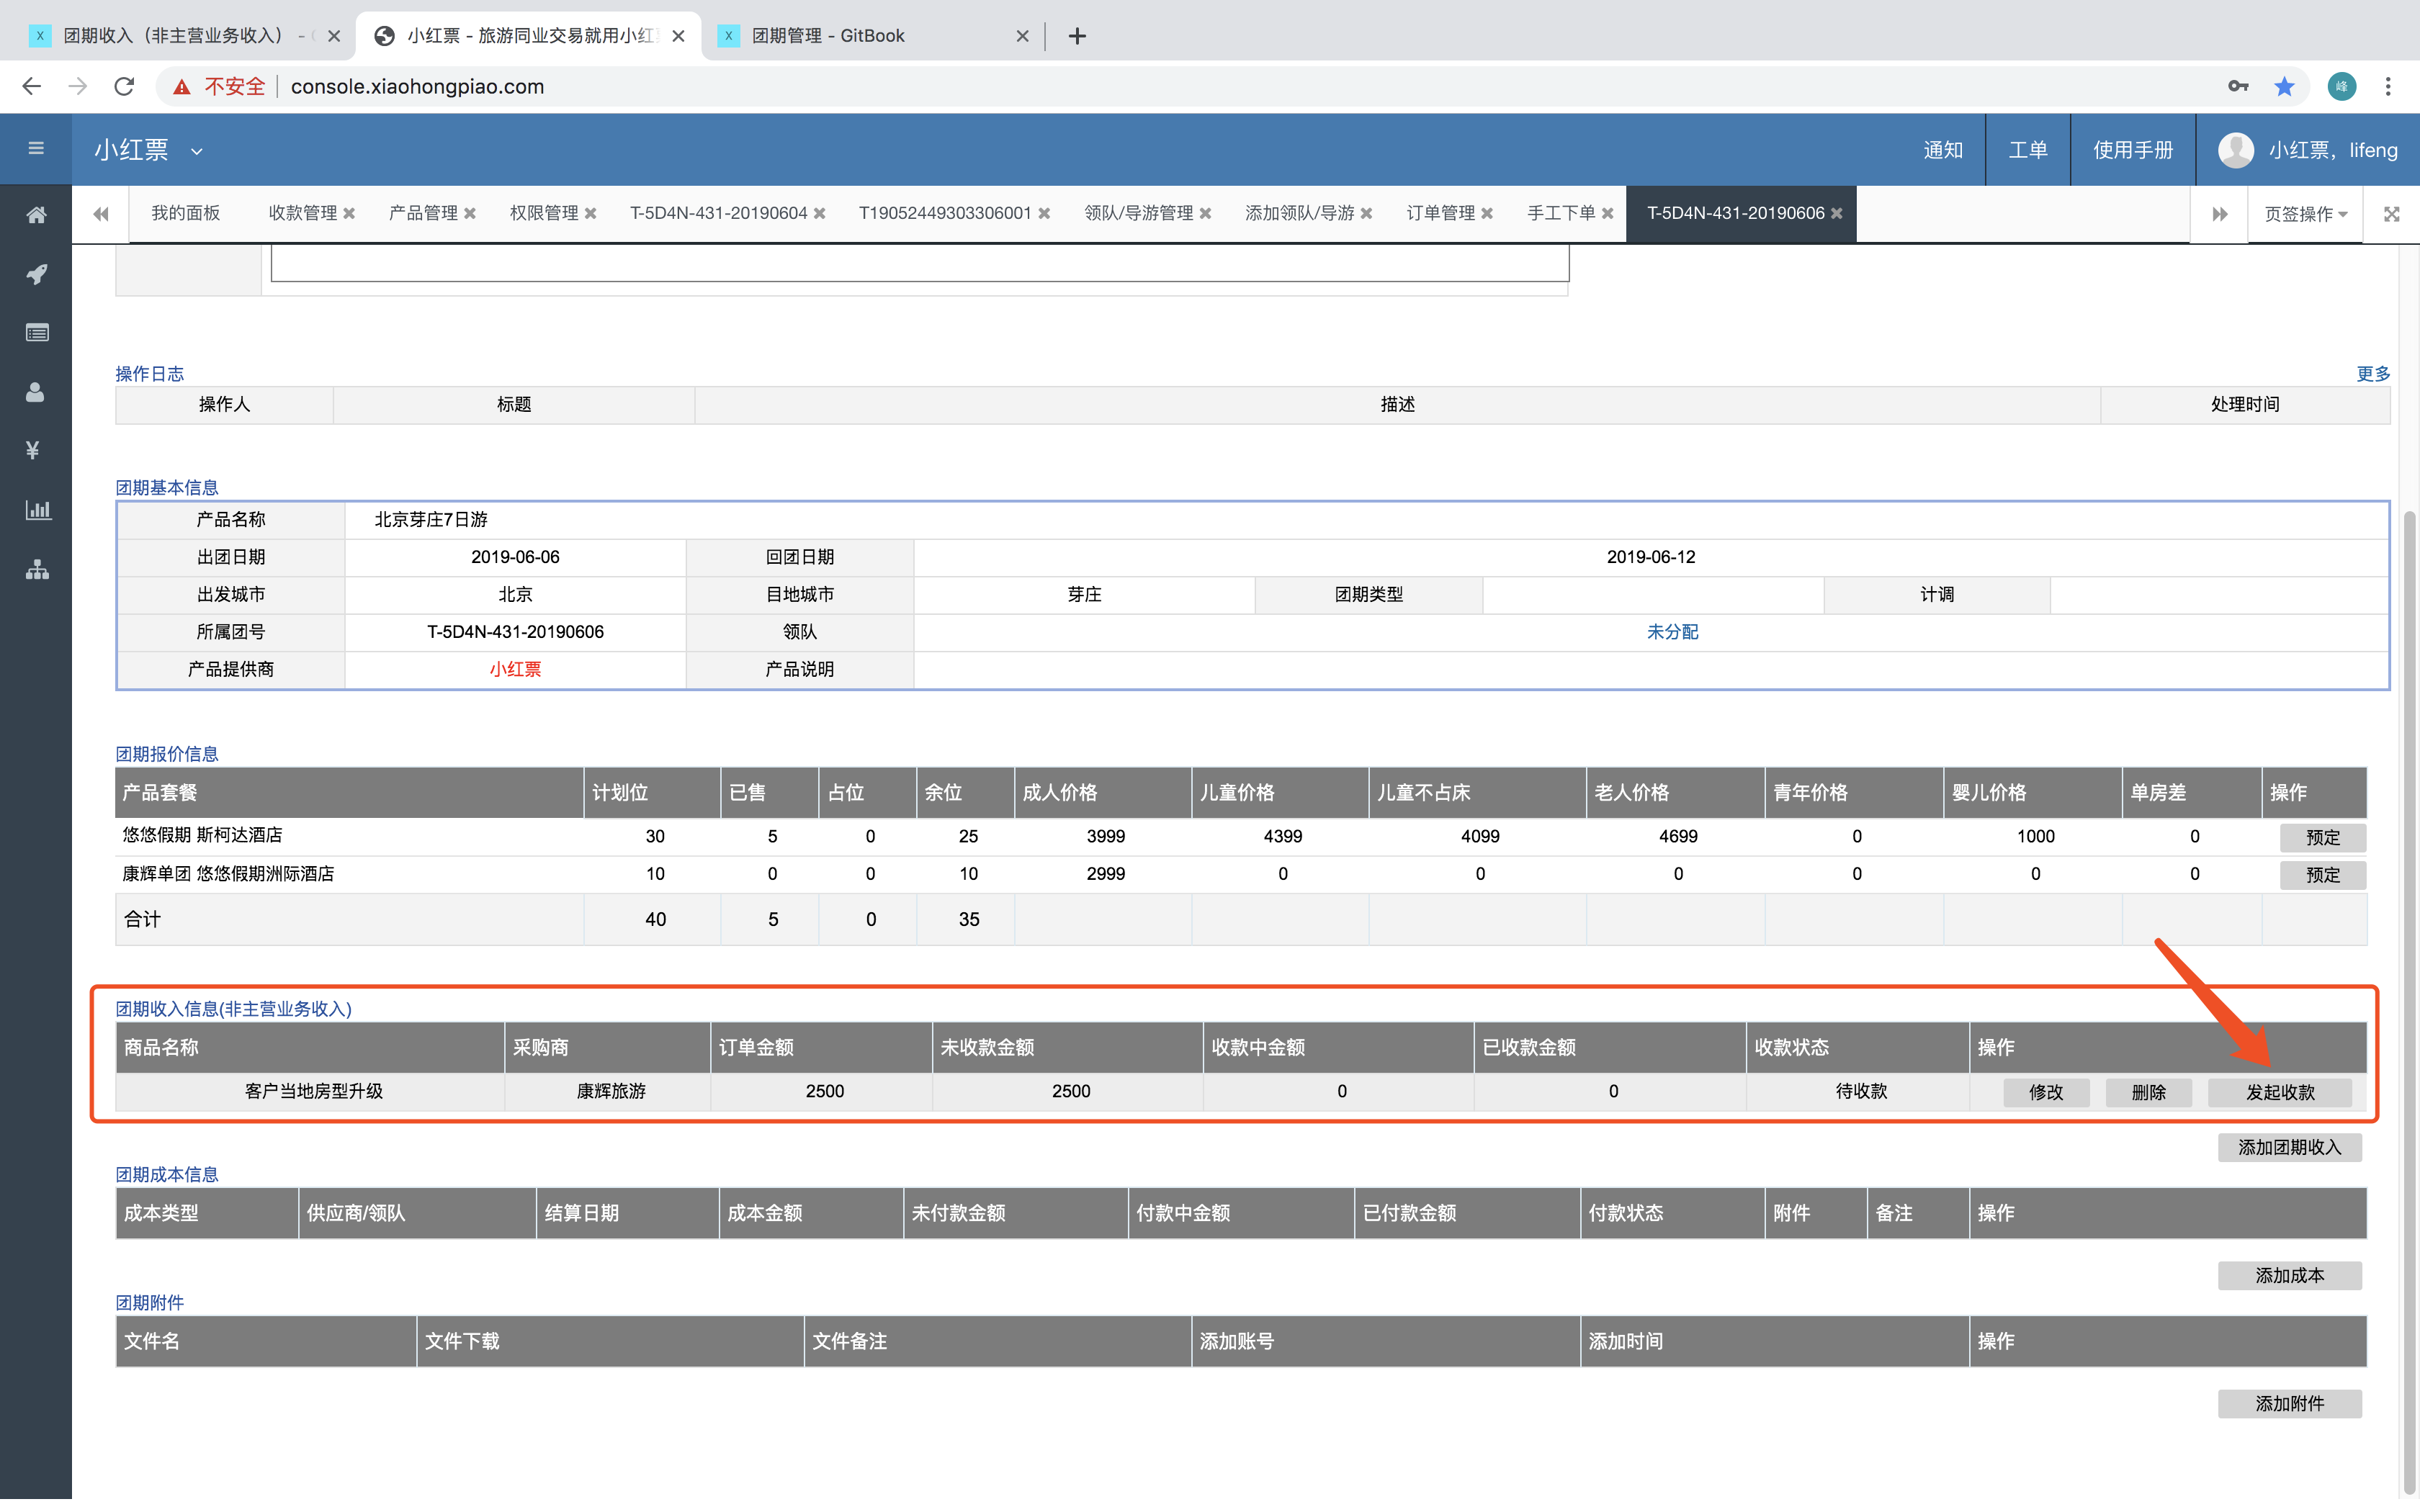 团期收入（非主营业务收入） -
小红票 - 旅游同业交易就用小红
团期管理 - GitBook
不安全 console.xiaohongpiao.com
峰
小红票
通知 工单 使用手册 小红票，lifeng
我的面板 收款管理 产品管理 权限管理 T-5D4N-431-20190604 T19052449303306001 领队/导游管理 添加领队/导游 订单管理 手工下单 T-5D4N-431-20190606 页签操作
操作日志 更多
操作人 标题 描述 处理时间
团期基本信息
产品名称 北京芽庄7日游
出团日期 2019-06-06 回团日期 2019-06-12
出发城市 北京 目地城市 芽庄 团期类型 计调
所属团号 T-5D4N-431-20190606 领队 未分配
产品提供商 小红票 产品说明
团期报价信息
产品套餐 计划位 已售 占位 余位 成人价格 儿童价格 儿童不占床 老人价格 青年价格 婴儿价格 单房差 操作
悠悠假期 斯柯达酒店 30 5 0 25 3999 4399 4099 4699 0 1000 0 预定
康辉单团 悠悠假期洲际酒店 10 0 0 10 2999 0 0 0 0 0 0 预定
合计 40 5 0 35
团期收入信息(非主营业务收入)
商品名称 采购商 订单金额 未收款金额 收款中金额 已收款金额 收款状态 操作
客户当地房型升级 康辉旅游 2500 2500 0 0 待收款 修改 删除 发起收款
添加团期收入
团期成本信息
成本类型 供应商/领队 结算日期 成本金额 未付款金额 付款中金额 已付款金额 付款状态 附件 备注 操作
添加成本
团期附件
文件名 文件下载 文件备注 添加账号 添加时间 操作
添加附件